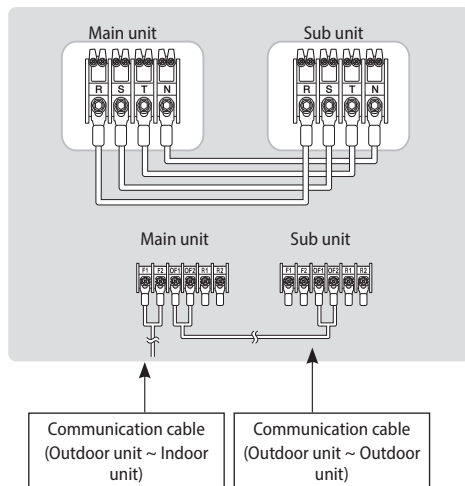 Main unit
Sub unit
R S T N
R S T N
Main unit
Sub unit
F1 F2 OF1 OF2 R1 R2
F1 F2 OF1 OF2 R1 R2
Communication cable
(Outdoor unit ~ Indoor
unit)
Communication cable
(Outdoor unit ~ Outdoor
unit)